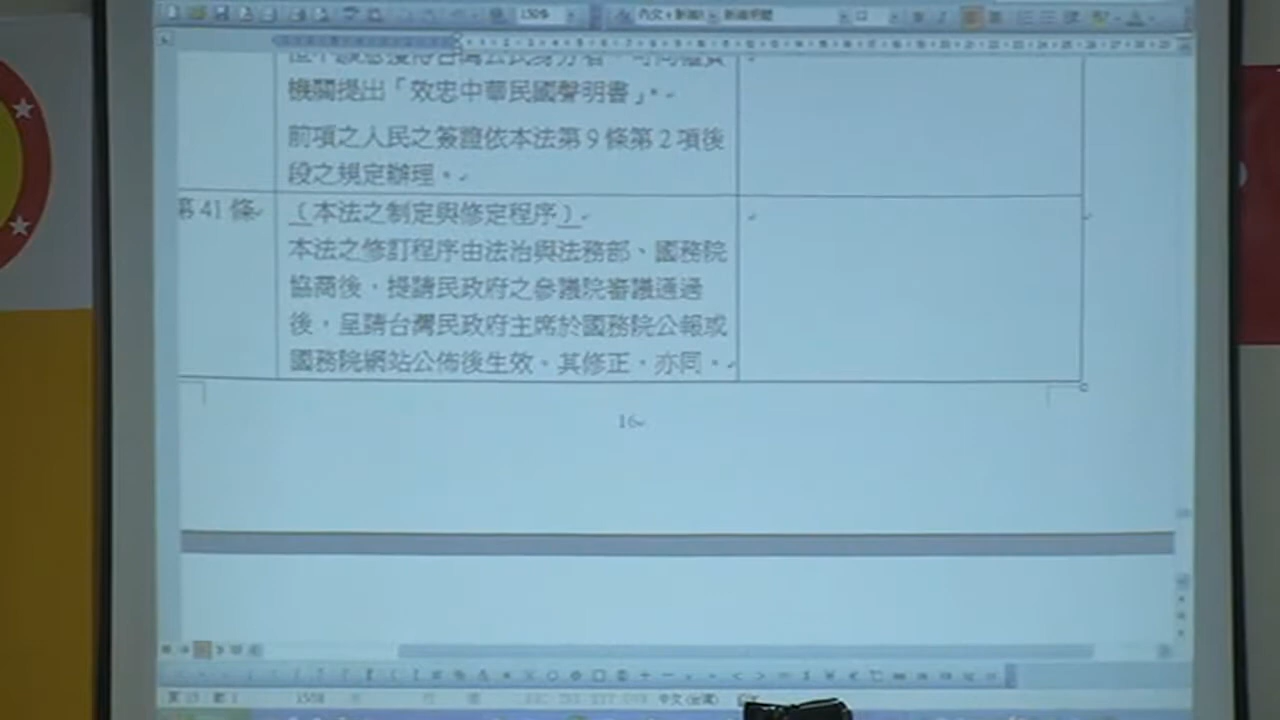 150%
機關提出「效忠中華民國聲明書」。
前項之人民之簽證依本法第 9 條第 2 項後
段之規定辦理。
第 41 條
(本法之制定與修定程序)
本法之修訂程序由法治與法務部、國務院
協商後，提請民政府之參議院審議通過
後，呈請台灣民政府主席於國務院公報或
國務院網站公佈後生效。其修正，亦同。
16
中文(台灣)